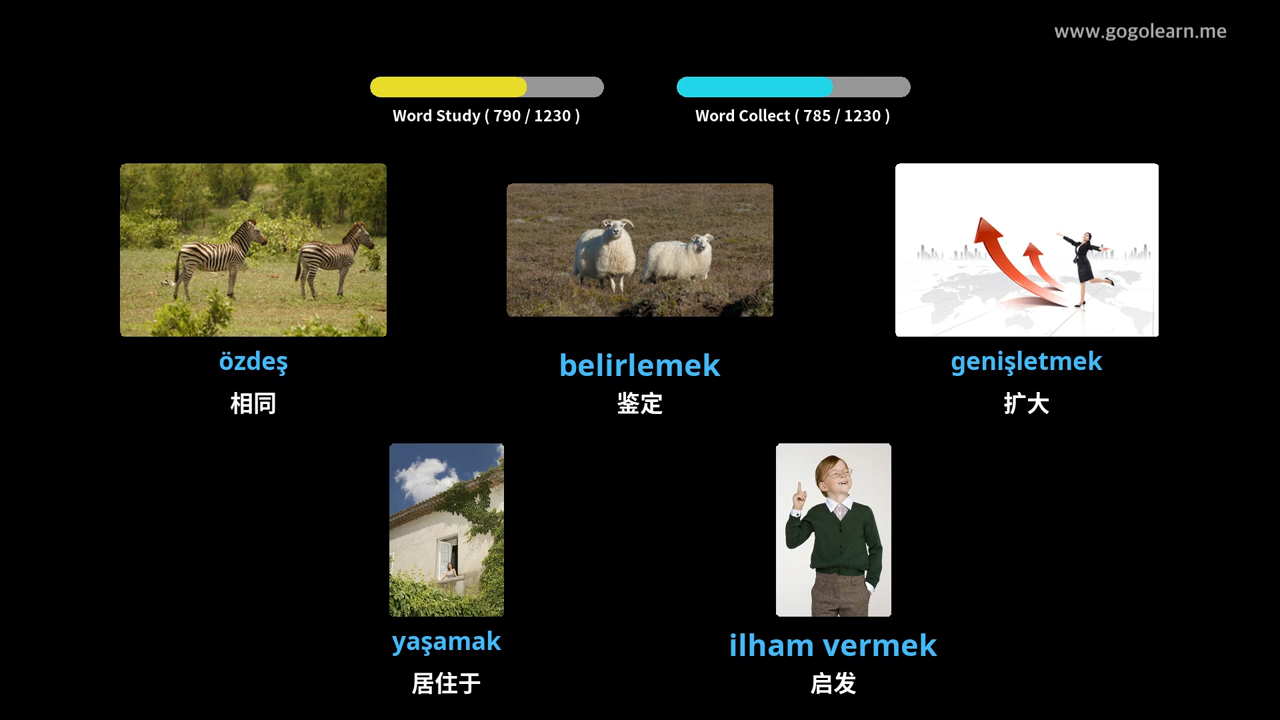 www.gogolearn.me
Word Study ( 790 / 1230 )
Word Collect ( 785 / 1230 )
özdeş
相同
belirlemek
鉴定
genişletmek
扩大
yaşamak
居住于
ilham vermek
启发